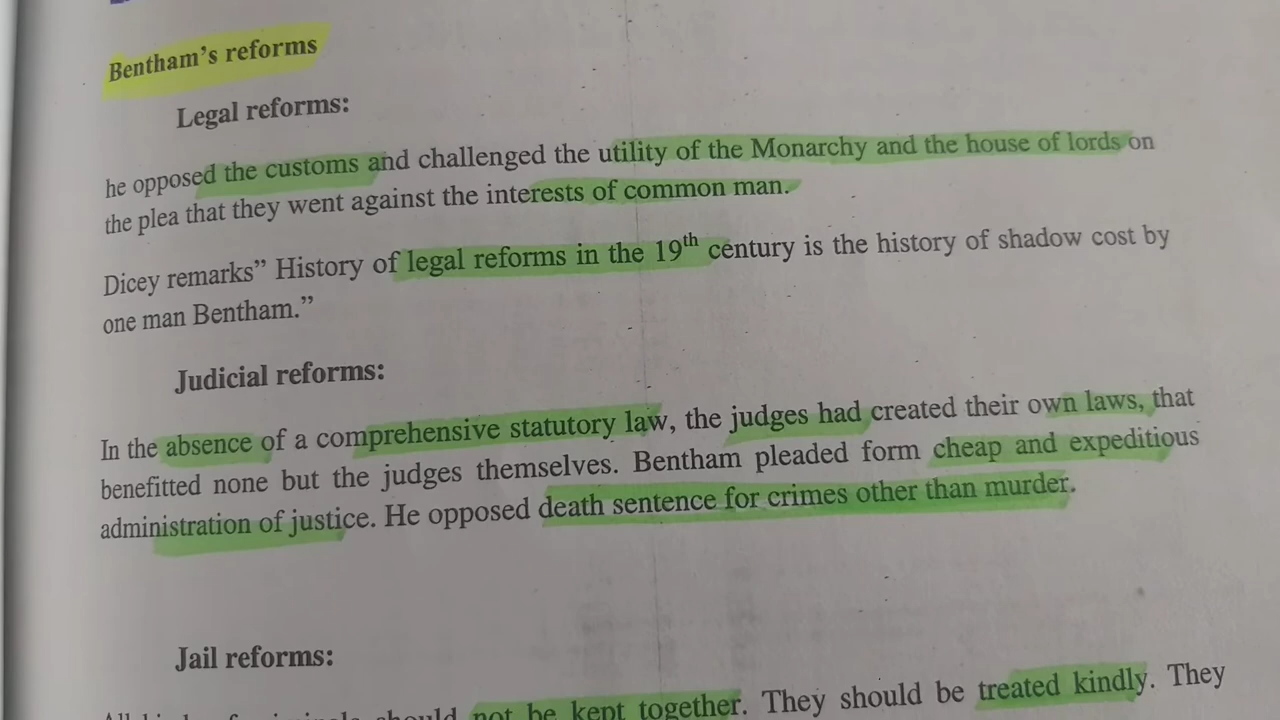 Bentham's reforms
Legal reforms:
he opposed the customs and challenged the utility of the Monarchy and the house of lords on
the plea that they went against the interests of common man.
Dicey remarks” History of legal reforms in the 19th century is the history of shadow cost by
one man Bentham.”
Judicial reforms:
In the absence of a comprehensive statutory law, the judges had created their own laws, that
benefitted none but the judges themselves. Bentham pleaded form cheap and expeditious
administration of justice. He opposed death sentence for crimes other than murder.
Jail reforms:
should not be kept together. They should be treated kindly. They